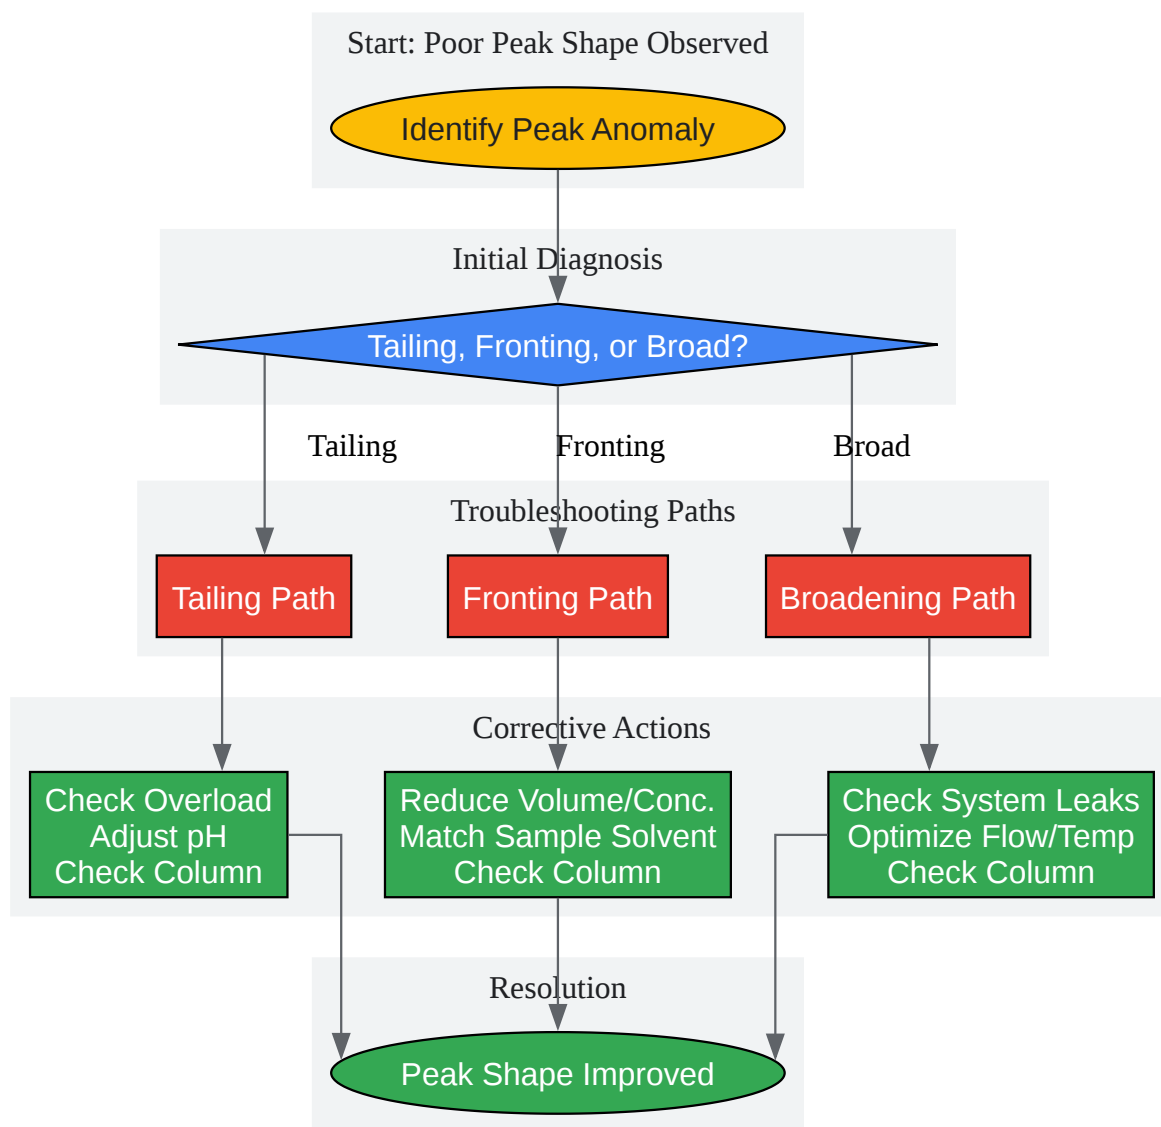 Start: Poor Peak Shape Observed
Identify Peak Anomaly
Initial Diagnosis
Tailing, Fronting, or Broad?
Tailing
Fronting
Broad
Troubleshooting Paths
Tailing Path
Fronting Path
Broadening Path
Corrective Actions
Check Overload
Adjust pH
Check Column
Reduce Volume/Conc.
Match Sample Solvent
Check Column
Check System Leaks
Optimize Flow/Temp
Check Column
Resolution
Peak Shape Improved